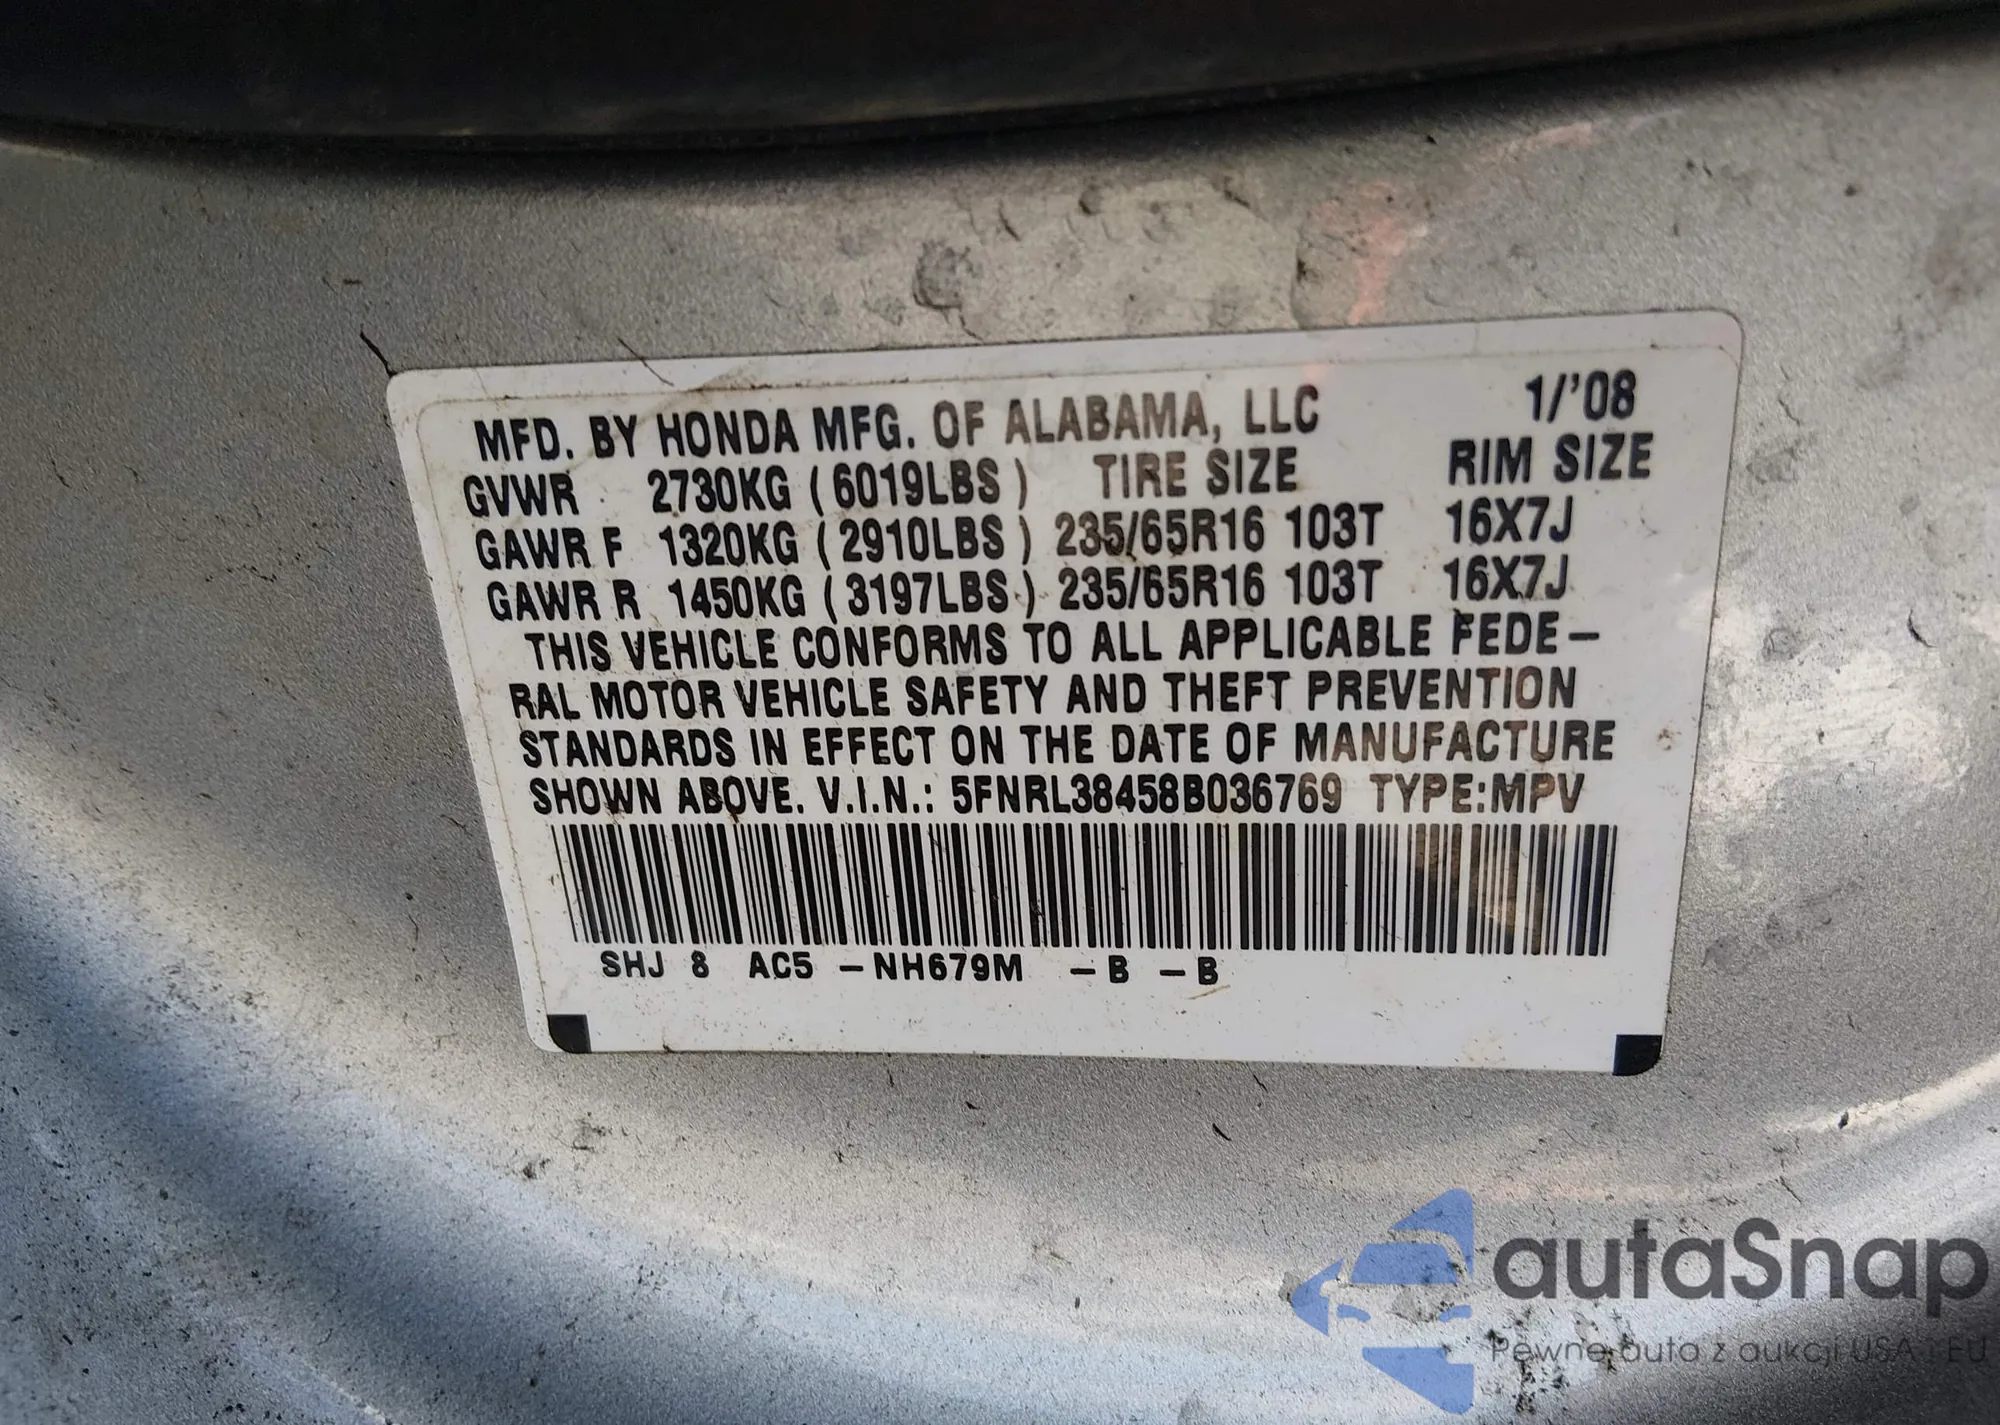 MFD. BY HONDA MFG. OF ALABAMA, LLC 1/'08
GVWR 2730KG ( 6019LBS ) TIRE SIZE RIM SIZE
GAWR F 1320KG ( 2910LBS ) 235/65R16 103T 16X7J
GAWR R 1450KG ( 3197LBS ) 235/65R16 103T 16X7J
THIS VEHICLE CONFORMS TO ALL APPLICABLE FEDE–
RAL MOTOR VEHICLE SAFETY AND THEFT PREVENTION
STANDARDS IN EFFECT ON THE DATE OF MANUFACTURE
SHOWN ABOVE. V.I.N.: 5FNRL38458B036769 TYPE:MPV
SHJ 8 AC5 –NH679M –B –B
autaSnap
Pewne auta z aukcji USA i EU